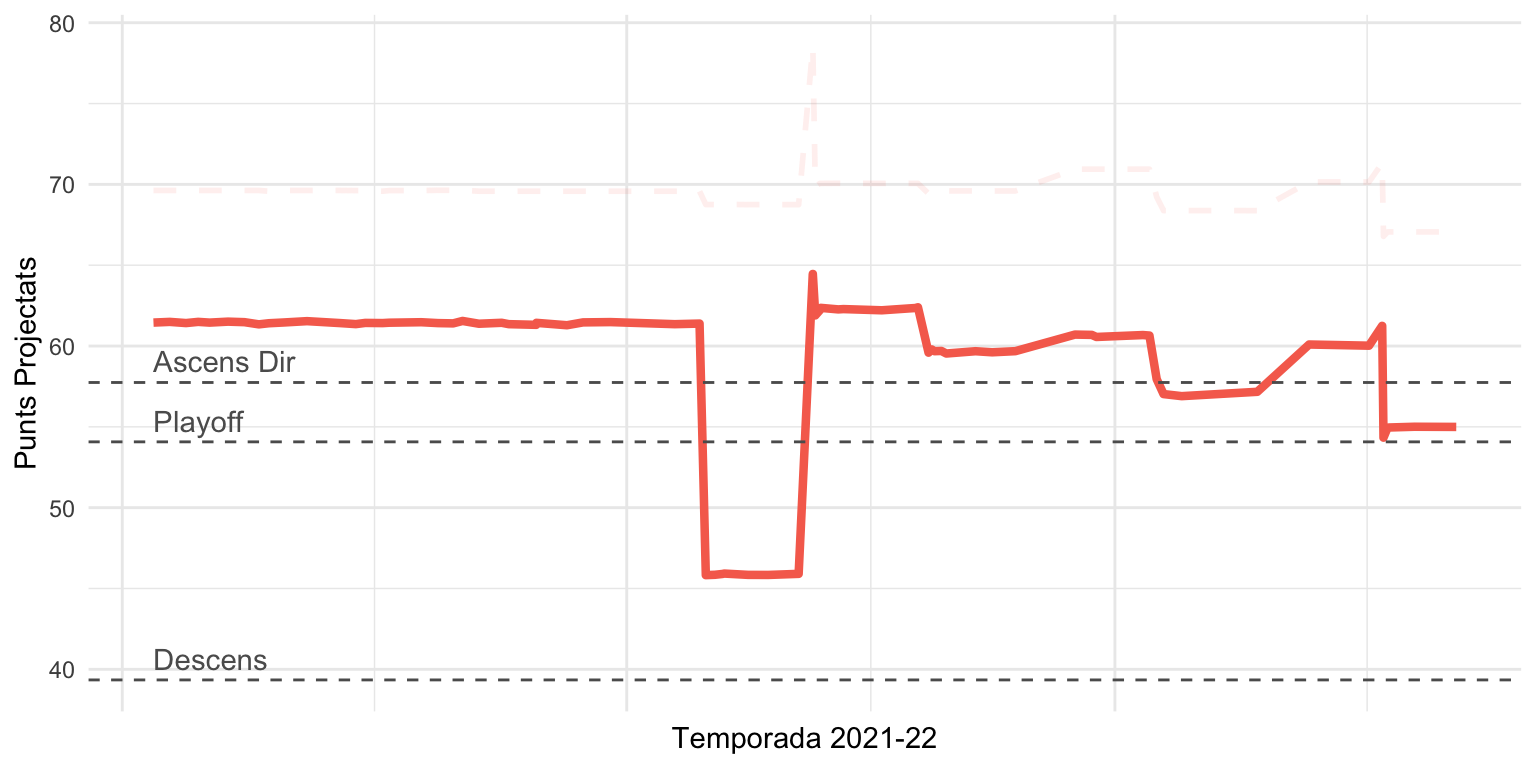 80
70
60
50
40
Punts Projectats
Ascens Dir
Playoff
Descens
Temporada 2021-22